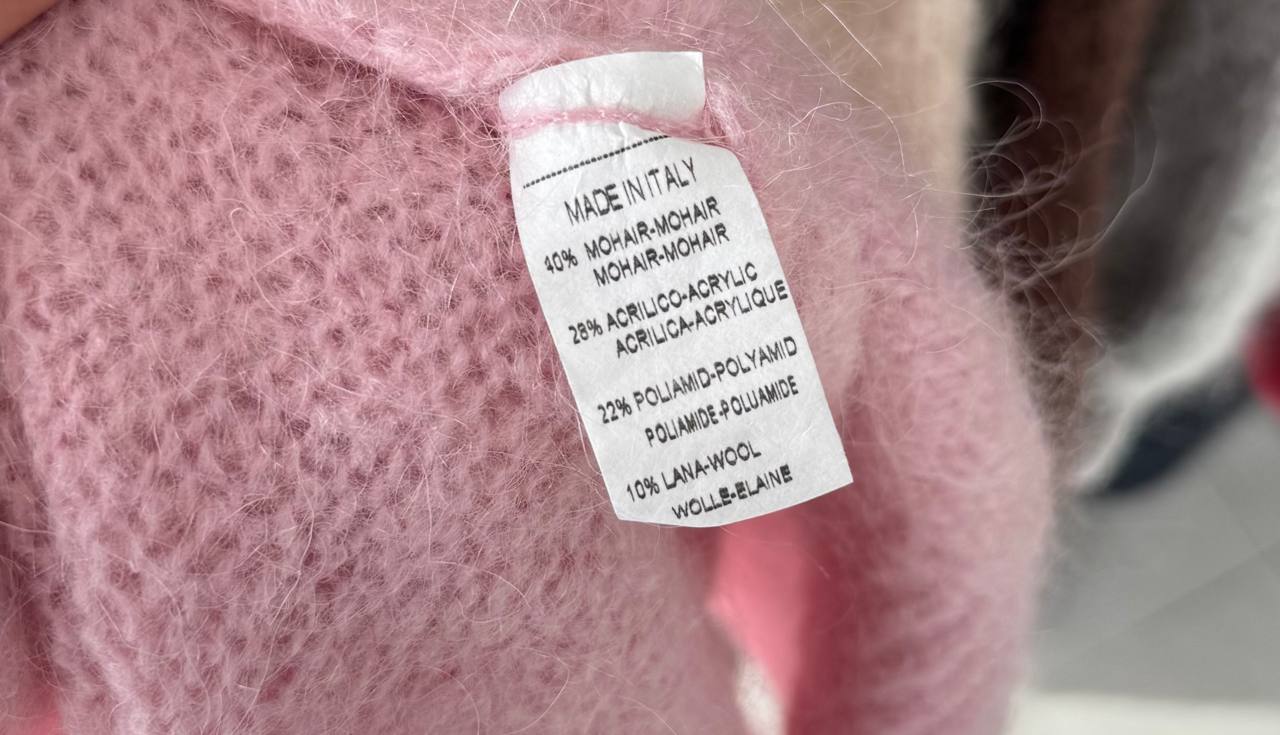 MADE IN ITALY
40% MOHAIR-MOHAIR
MOHAIR-MOHAIR
28% ACRILICO-ACRYLIC
ACRILICA-ACRYLIQUE
22% POLIAMID-POLYAMID
POLIAMIDE-POLUAMIDE
10% LANA-WOOL
WOLLE-ELAINE